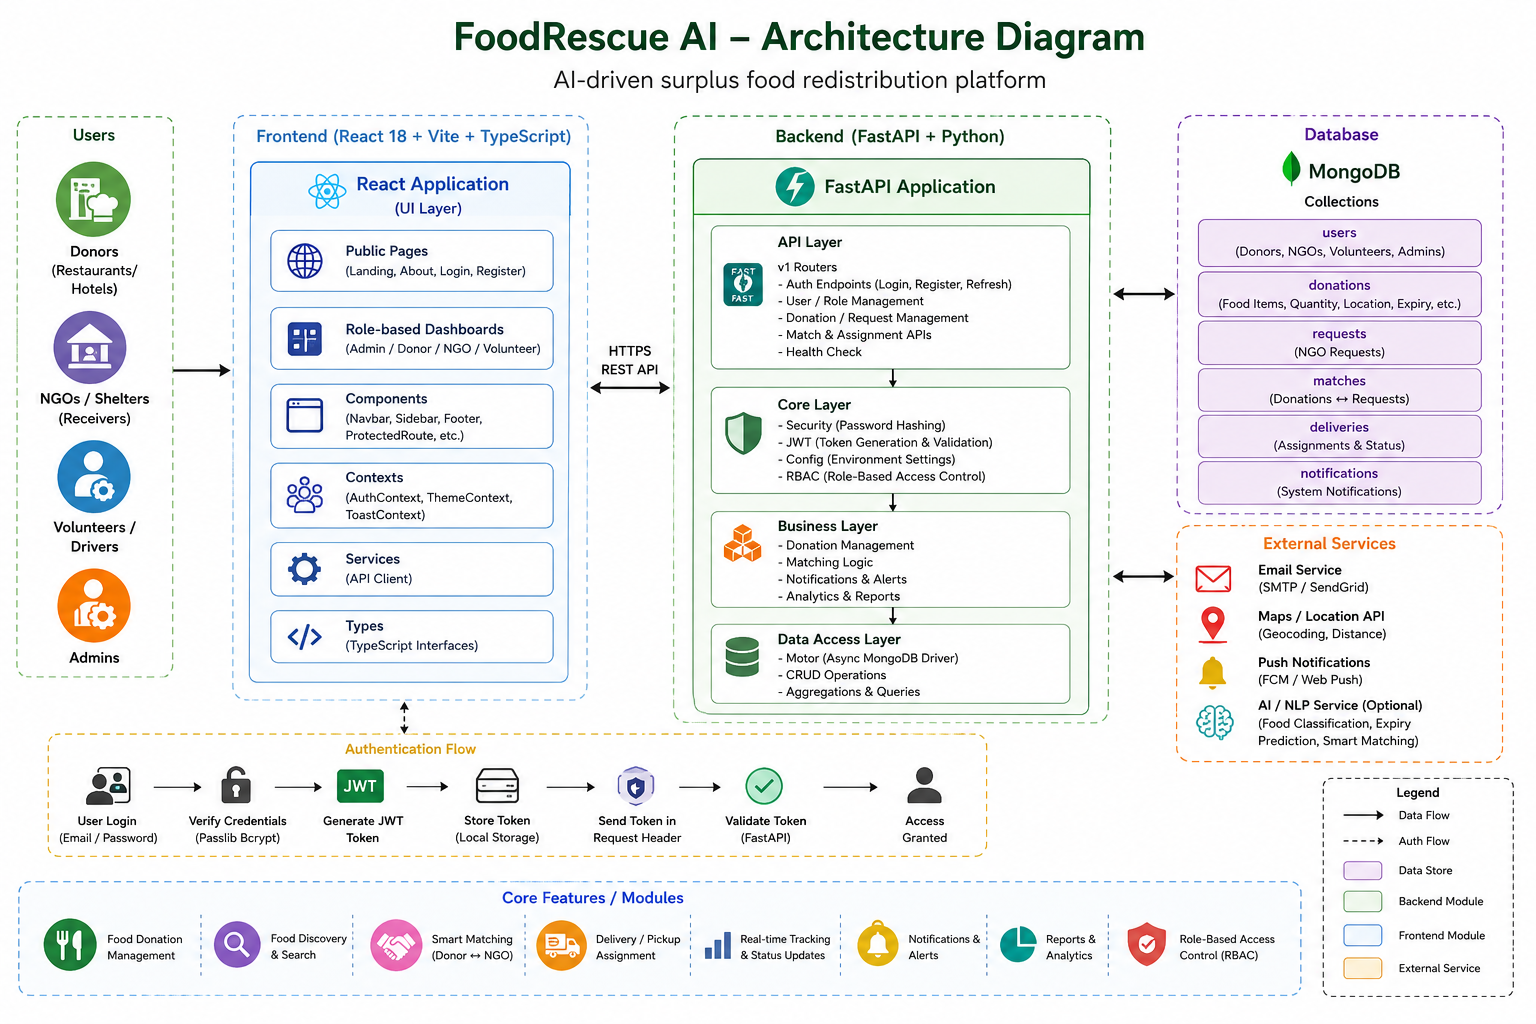 FoodRescue AI – Architecture Diagram
AI-driven surplus food redistribution platform
Users
Donors
(Restaurants/
Hotels)
NGOs / Shelters
(Receivers)
Volunteers /
Drivers
Admins
Frontend (React 18 + Vite + TypeScript)
React Application
(UI Layer)
Public Pages
(Landing, About, Login, Register)
Role-based Dashboards
(Admin / Donor / NGO / Volunteer)
Components
(Navbar, Sidebar, Footer,
ProtectedRoute, etc.)
Contexts
(AuthContext, ThemeContext,
ToastContext)
Services
(API Client)
Types
(TypeScript Interfaces)
HTTPS
REST API
Backend (FastAPI + Python)
FastAPI Application
API Layer
FAST
FAST
v1 Routers
- Auth Endpoints (Login, Register, Refresh)
- User / Role Management
- Donation / Request Management
- Match & Assignment APIs
- Health Check
Core Layer
- Security (Password Hashing)
- JWT (Token Generation & Validation)
- Config (Environment Settings)
- RBAC (Role-Based Access Control)
Business Layer
- Donation Management
- Matching Logic
- Notifications & Alerts
- Analytics & Reports
Data Access Layer
- Motor (Async MongoDB Driver)
- CRUD Operations
- Aggregations & Queries
Database
MongoDB
Collections
users
(Donors, NGOs, Volunteers, Admins)
donations
(Food Items, Quantity, Location, Expiry, etc.)
requests
(NGO Requests)
matches
(Donations ↔ Requests)
deliveries
(Assignments & Status)
notifications
(System Notifications)
External Services
Email Service
(SMTP / SendGrid)
Maps / Location API
(Geocoding, Distance)
Push Notifications
(FCM / Web Push)
AI / NLP Service (Optional)
(Food Classification, Expiry
Prediction, Smart Matching)
Authentication Flow
User Login
(Email / Password)
Verify Credentials
(Passlib Bcrypt)
JWT
Generate JWT
Token
Store Token
(Local Storage)
Send Token in
Request Header
Validate Token
(FastAPI)
Access
Granted
Legend
Data Flow
Auth Flow
Data Store
Backend Module
Frontend Module
External Service
Core Features / Modules
Food Donation
Management
Food Discovery
& Search
Smart Matching
(Donor ↔ NGO)
Delivery / Pickup
Assignment
Real-time Tracking
& Status Updates
Notifications &
Alerts
Reports &
Analytics
Role-Based Access
Control (RBAC)